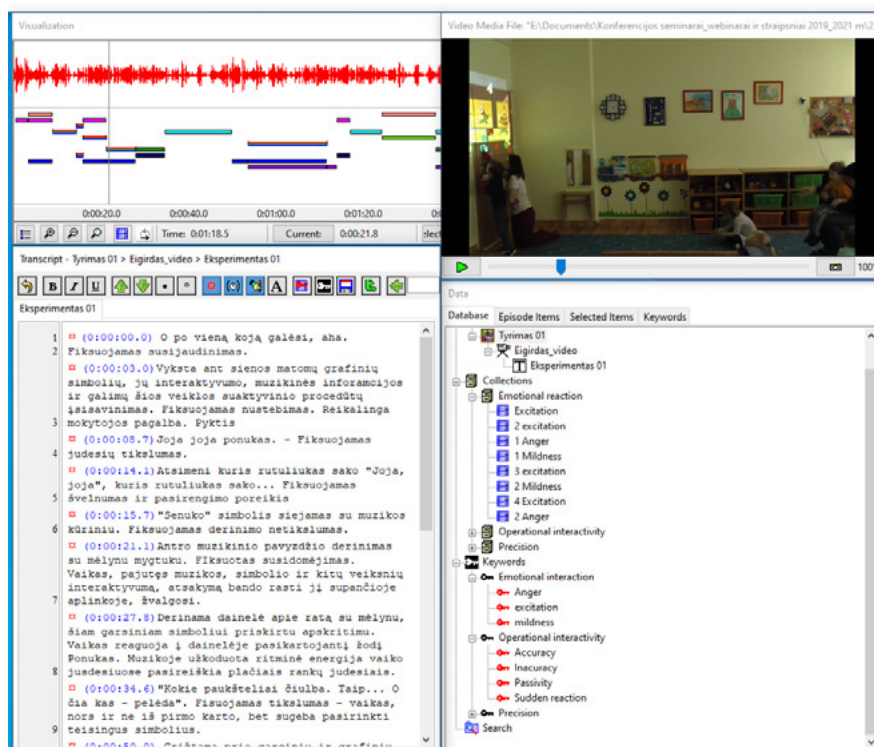 Visualization
0:00:20.0 0:00:40.0 0:01:00.0 0:01:20.0
Time: 0:01:18.5 Current: 0:00:21.8
Transcript - Tyrimas 01 > Eigirdas_video > Eksperimentas 01
B I U A
Eksperimentas 01
1 (0:00:00.0) O po vieną koją galėsi, aha.
2 Fiksuojamas susijaudinimas.
(0:00:03.0)Vyksta ant sienos matomų grafinių
simbolių, jų interaktyvumo, muzikinės inforamcijos
ir galimų šios veiklos suaktyvinio procedūtų
įsisavinimas. Fiksuojamas nustebimas. Reikalinga
3 mokytojos pagalba. Pyktis
(0:00:08.7)Joja joja ponukas. - Fiksuojamas
4 judesių tikslumas.
(0:00:14.1)Atsimeni kuris rutuliukas sako "Joja,
joja", kuris rutuliukas sako... Fiksuojamas
5 švelnumas ir pasirengimo poreikis
(0:00:15.7)"Senuko" simbolis siejamas su muzikos
6 kūriniu. Fiksuojamas derinimo netikslumas.
(0:00:21.1)Antro muzikinio pavyzdžio derinimas
su mėlynu mygtuku. FIksuotas susidomėjimas.
Vaikas, pajutęs muzikos, simbolio ir kitų veiksnių
interaktyvumą, atsakymą bando rasti jį supančioje
7 aplinkoje, žvalgosi.
(0:00:27.8)Derinama dainelė apie ratą su mėlynu,
šiam garsiniam simboliui priskirtu apskritimu.
Vaikas reaguoja į dainelėje pasikartojantį žodį
Ponukas. Muzikoje užkoduota ritminė energija vaiko
8 jusdesiuose pasireiškia plačiais rankų judesiais.
(0:00:34.6)"Kokie paukšteliai čiulba. Taip... O
čia kas - pelėda". Fisuojamas tikslumas - vaikas,
nors ir ne iš pirmo karto, bet sugeba pasirinkti
9 teisingus simbolius.
Video Media File: "E:\Documents\Konferencijos seminarai_webinarai ir straipsniai 2019_2021 m\2
100%
Data
Database Episode Items Selected Items Keywords
Tyrimas 01
Eigirdas_video
Eksperimentas 01
Collections
Emotional reaction
Excitation
2 excitation
1 Anger
1 Mildness
3 excitation
2 Mildness
4 Excitation
2 Anger
Operational interactivity
Precision
Keywords
Emotional interaction
Anger
excitation
mildness
Operational interactivity
Accuracy
Inacuracy
Passivity
Sudden reaction
Precision
Search